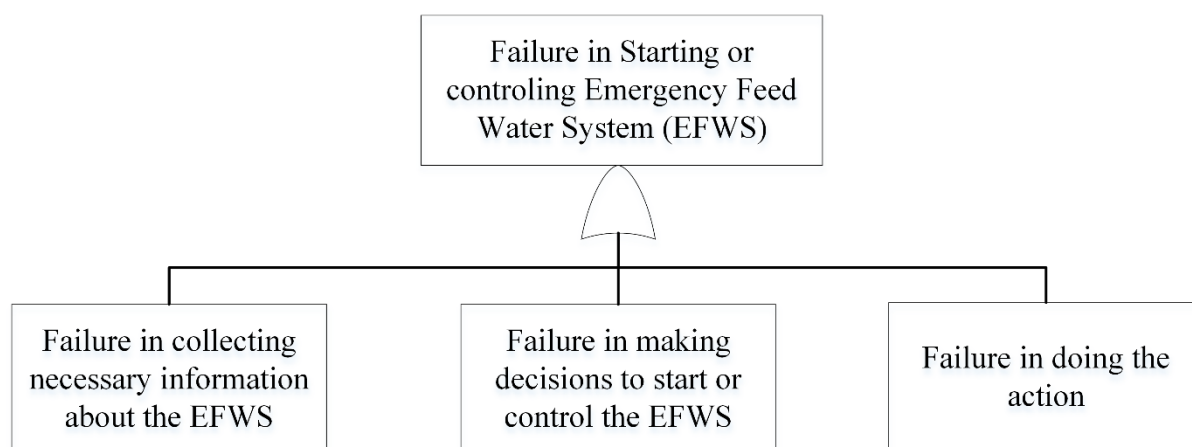 Failure in Starting or
controling Emergency Feed
Water System (EFWS)
Failure in collecting
necessary information
about the EFWS
Failure in making
decisions to start or
control the EFWS
Failure in doing the
action